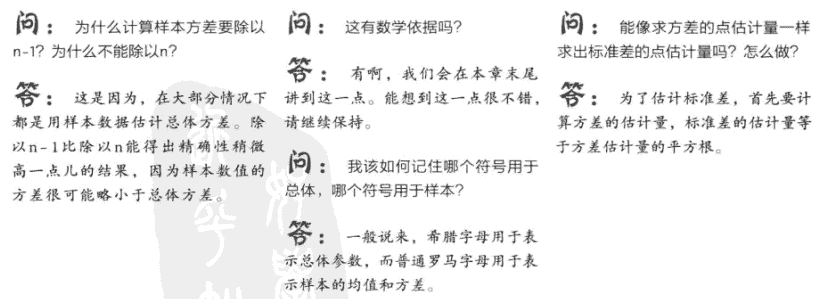 问： 为什么计算样本方差要除以
n-1？为什么不能除以n？
答： 这是因为，在大部分情况下
都是用样本数据估计总体方差。除
以n-1比除以n能得出精确性稍微
高一点儿的结果，因为样本数值的
方差很可能略小于总体方差。
问： 这有数学依据吗？
答： 有啊，我们会在本章末尾
讲到这一点。能想到这一点很不错，
请继续保持。
问： 我该如何记住哪个符号用于
总体，哪个符号用于样本？
答： 一般说来，希腊字母用于表
示总体参数，而普通罗马字母用于表
示样本的均值和方差。
问： 能像求方差的点估计量一样
求出标准差的点估计量吗？怎么做？
答： 为了估计标准差，首先要计
算方差的估计量，标准差的估计量等
于方差估计量的平方根。